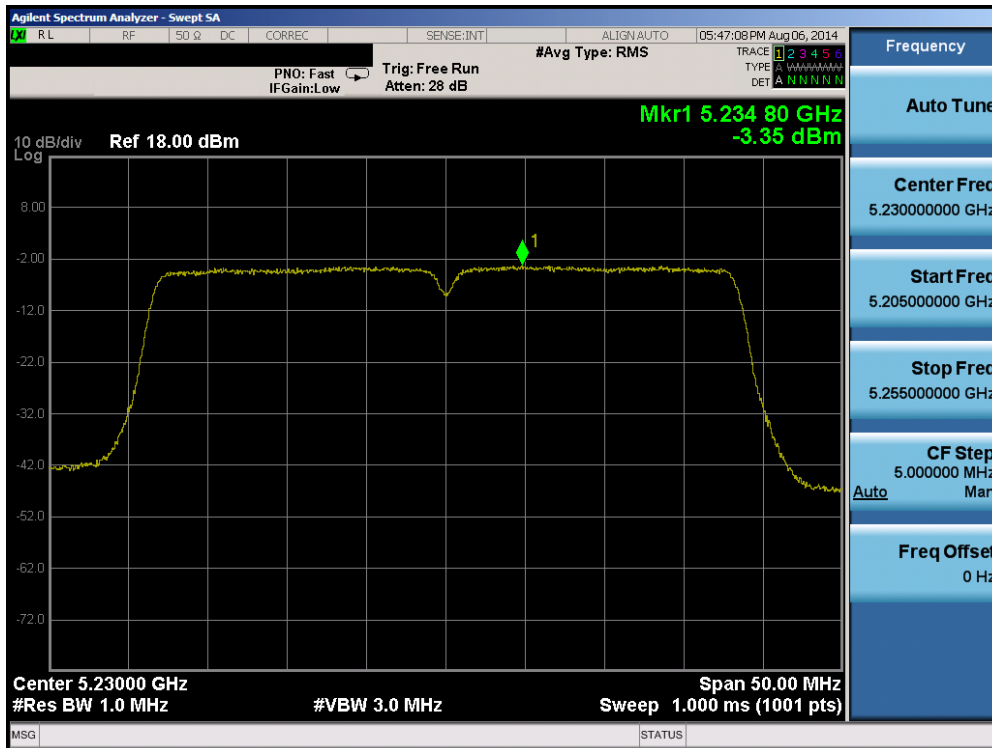 Agilent Spectrum Analyzer - Swept SA
LXI RL RF 50 Ω DC CORREC SENSE:INT ALIGN AUTO 05:47:08 PM Aug 06, 2014
#Avg Type: RMS
TRACE 1 2 3 4 5 6
PNO: Fast Trig: Free Run
TYPE A WWWWW
IFGain:Low Atten: 28 dB
DET A N N N N N
Mkr1 5.234 80 GHz
-3.35 dBm
10 dB/div Ref 18.00 dBm
Log
1
8.00
-2.00
-12.0
-22.0
-32.0
-42.0
-52.0
-62.0
-72.0
Center 5.23000 GHz Span 50.00 MHz
#Res BW 1.0 MHz #VBW 3.0 MHz Sweep 1.000 ms (1001 pts)
MSG STATUS
Frequency
Auto Tune
Center Freq
5.230000000 GHz
Start Freq
5.205000000 GHz
Stop Freq
5.255000000 GHz
CF Step
5.000000 MHz
Auto Man
Freq Offset
0 Hz